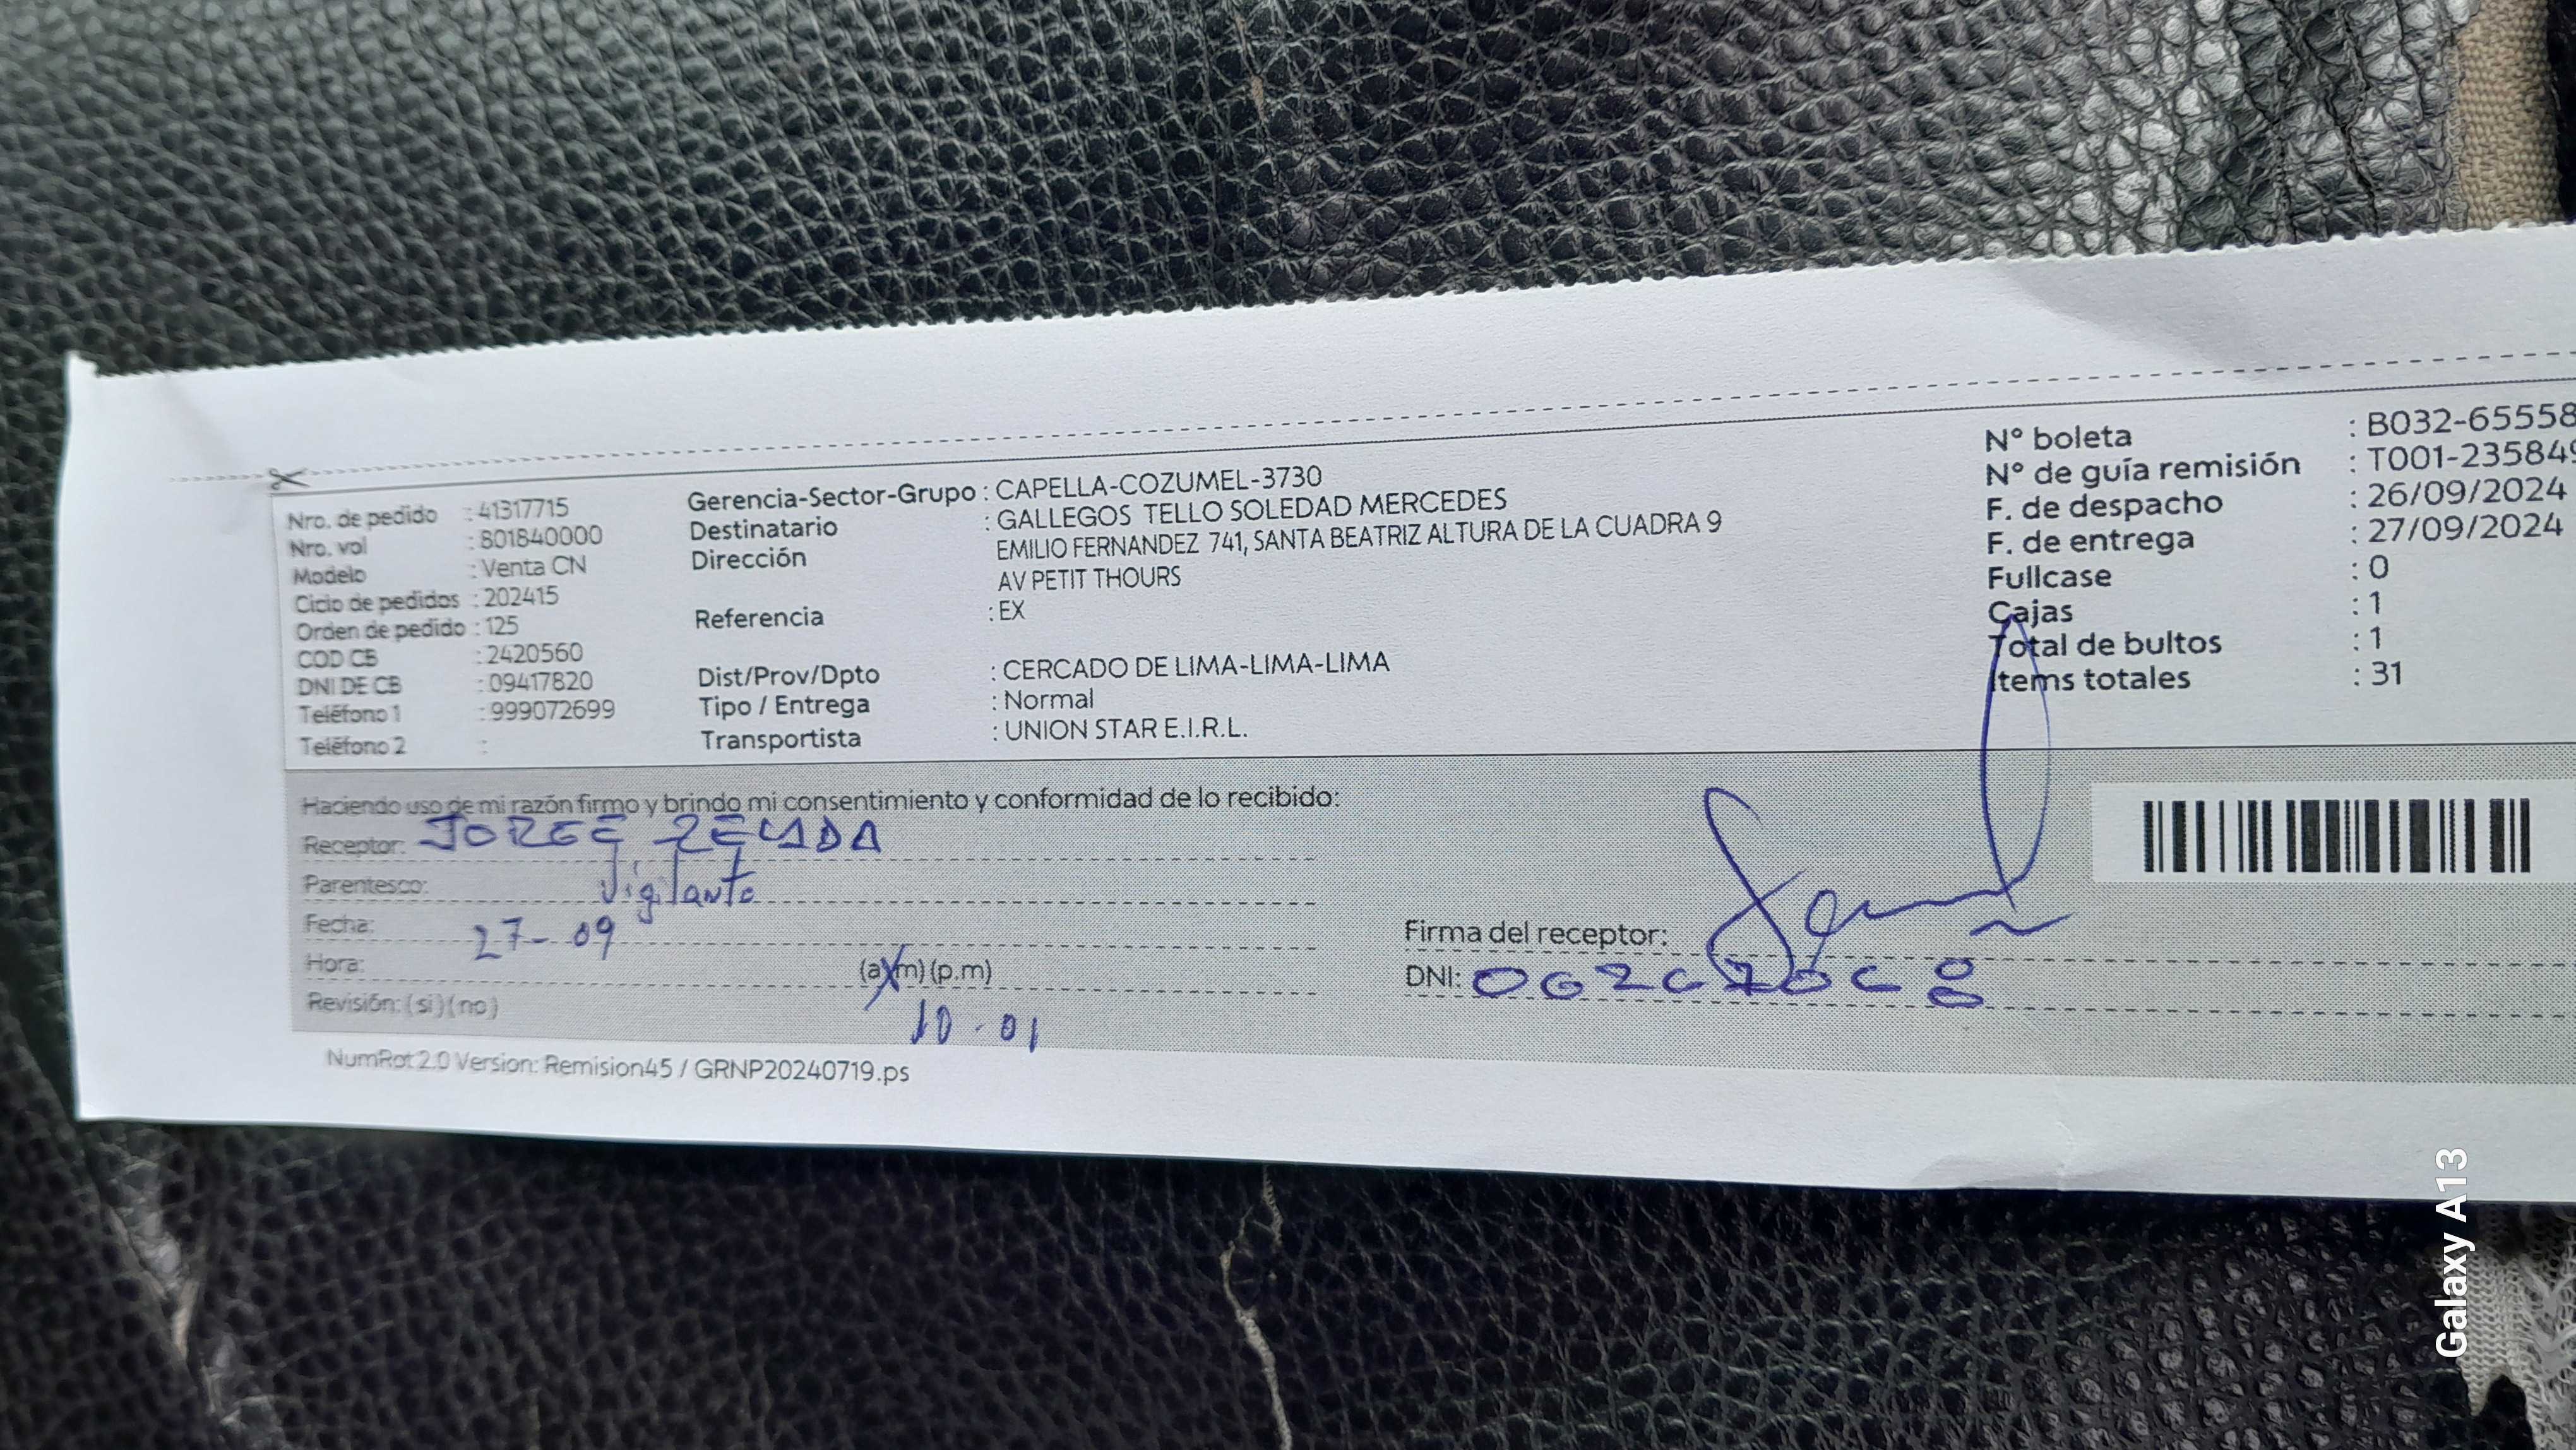 Nro. de pedido : 41317715
Nro. vol : 801840000
Modelo : Venta CN
Ciclo de pedidos : 202415
Orden de pedido : 125
COD CB : 2420560
DNI DE CB : 09417820
Teléfono 1 : 999072699
Teléfono 2 :
Gerencia-Sector-Grupo : CAPELLA-COZUMEL-3730
Destinatario : GALLEGOS TELLO SOLEDAD MERCEDES
Dirección EMILIO FERNANDEZ 741, SANTA BEATRIZ ALTURA DE LA CUADRA 9
AV PETIT THOURS
Referencia : EX
Dist/Prov/Dpto : CERCADO DE LIMA-LIMA-LIMA
Tipo / Entrega : Normal
Transportista : UNION STAR E.I.R.L.
N° boleta : B032-65558
N° de guía remisión : T001-235849
F. de despacho : 26/09/2024
F. de entrega : 27/09/2024
Fullcase : 0
Cajas : 1
Total de bultos : 1
Items totales : 31
Haciendo uso de mi razón firmo y brindo mi consentimiento y conformidad de lo recibido:
Receptor: JORGE ZELADA
Parentesco: Vigilante
Fecha: 27-09
Hora: (a.m) (p.m)
10-01
Revisión: (si) (no)
Firma del receptor:
DNI:
NumRot 2.0 Version: Remision45 / GRNP20240719.ps
Galaxy A13